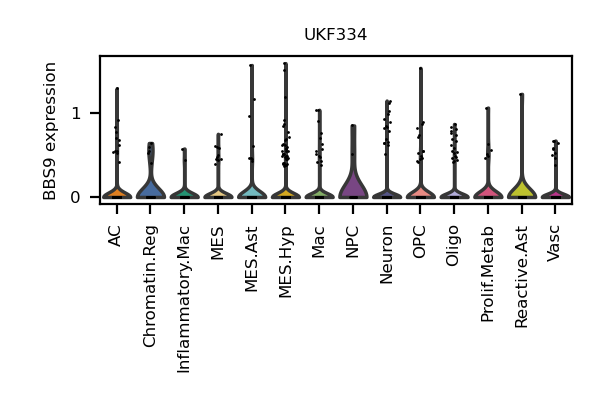 UKF334
BBS9 expression
1
0
AC
Chromatin.Reg
Inflammatory.Mac
MES
MES.Ast
MES.Hyp
Mac
NPC
Neuron
OPC
Oligo
Prolif.Metab
Reactive.Ast
Vasc